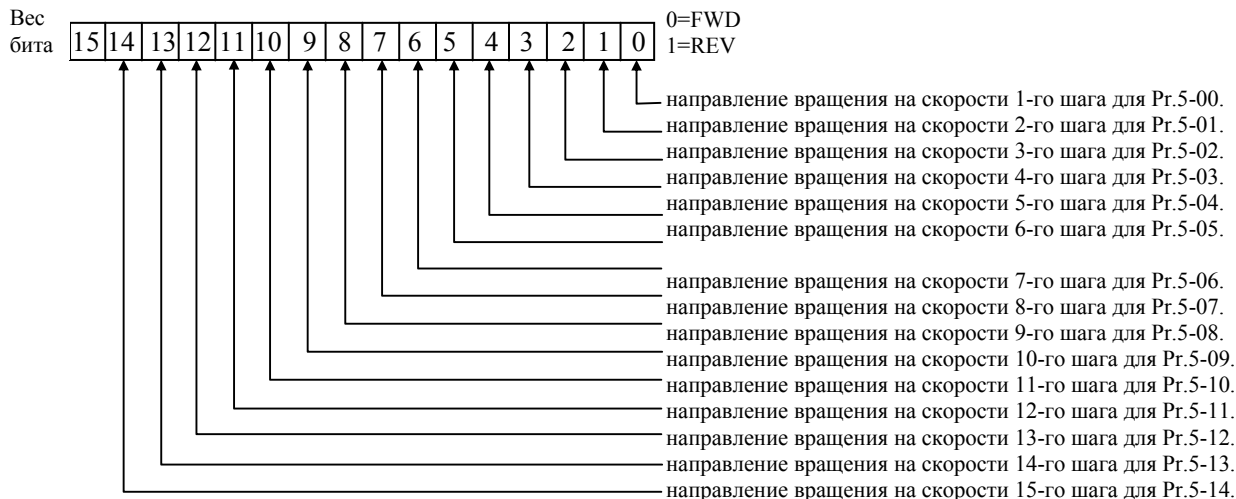 Вес
бита
0=FWD
1=REV
15 14 13 12 11 10 9 8 7 6 5 4 3 2 1 0
направление вращения на скорости 1-го шага для Pr.5-00.
направление вращения на скорости 2-го шага для Pr.5-01.
направление вращения на скорости 3-го шага для Pr.5-02.
направление вращения на скорости 4-го шага для Pr.5-03.
направление вращения на скорости 5-го шага для Pr.5-04.
направление вращения на скорости 6-го шага для Pr.5-05.
направление вращения на скорости 7-го шага для Pr.5-06.
направление вращения на скорости 8-го шага для Pr.5-07.
направление вращения на скорости 9-го шага для Pr.5-08.
направление вращения на скорости 10-го шага для Pr.5-09.
направление вращения на скорости 11-го шага для Pr.5-10.
направление вращения на скорости 12-го шага для Pr.5-11.
направление вращения на скорости 13-го шага для Pr.5-12.
направление вращения на скорости 14-го шага для Pr.5-13.
направление вращения на скорости 15-го шага для Pr.5-14.